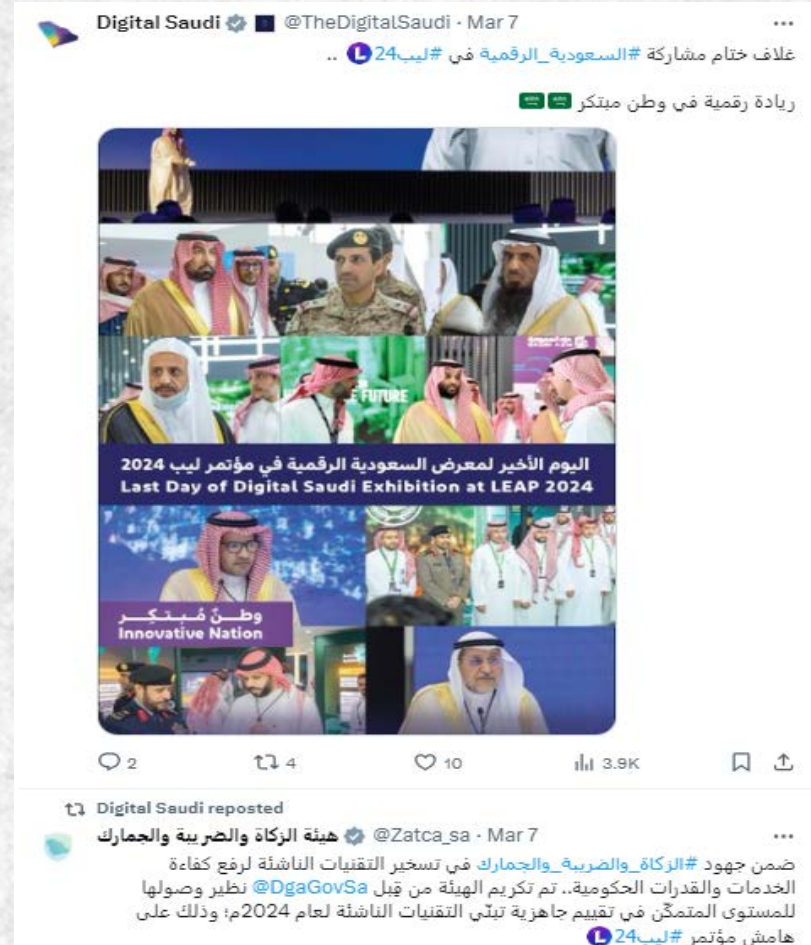 Digital Saudi @TheDigitalSaudi · Mar 7
غلاف ختام مشاركة #السعودية_الرقمية في #ليب24 ..
ريادة رقمية في وطن مبتكر
E FUTURE
اليوم الأخير لمعرض السعودية الرقمية في مؤتمر ليب 2024
Last Day of Digital Saudi Exhibition at LEAP 2024
وطـــنٌ مُـبـتـكِـــر
Innovative Nation
2 4 10 3.9K
Digital Saudi reposted
هيئة الزكاة والضريبة والجمارك @Zatca_sa · Mar 7
ضمن جهود #الزكاة_والضريبة_والجمارك في تسخير التقنيات الناشئة لرفع كفاءة
الخدمات والقدرات الحكومية.. تم تكريم الهيئة من قِبل @DgaGovSa نظير وصولها
للمستوى المتمكّن في تقييم جاهزية تبنّي التقنيات الناشئة لعام 2024م؛ وذلك على
هامش مؤتمر #ليب24